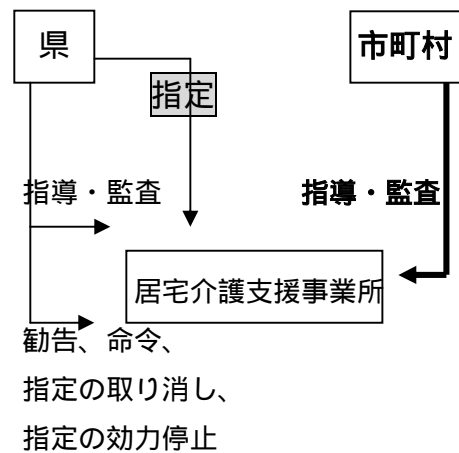 県
市町村
指定
指導・監査
指導・監査
居宅介護支援事業所
勧告、命令、
指定の取り消し、
指定の効力停止